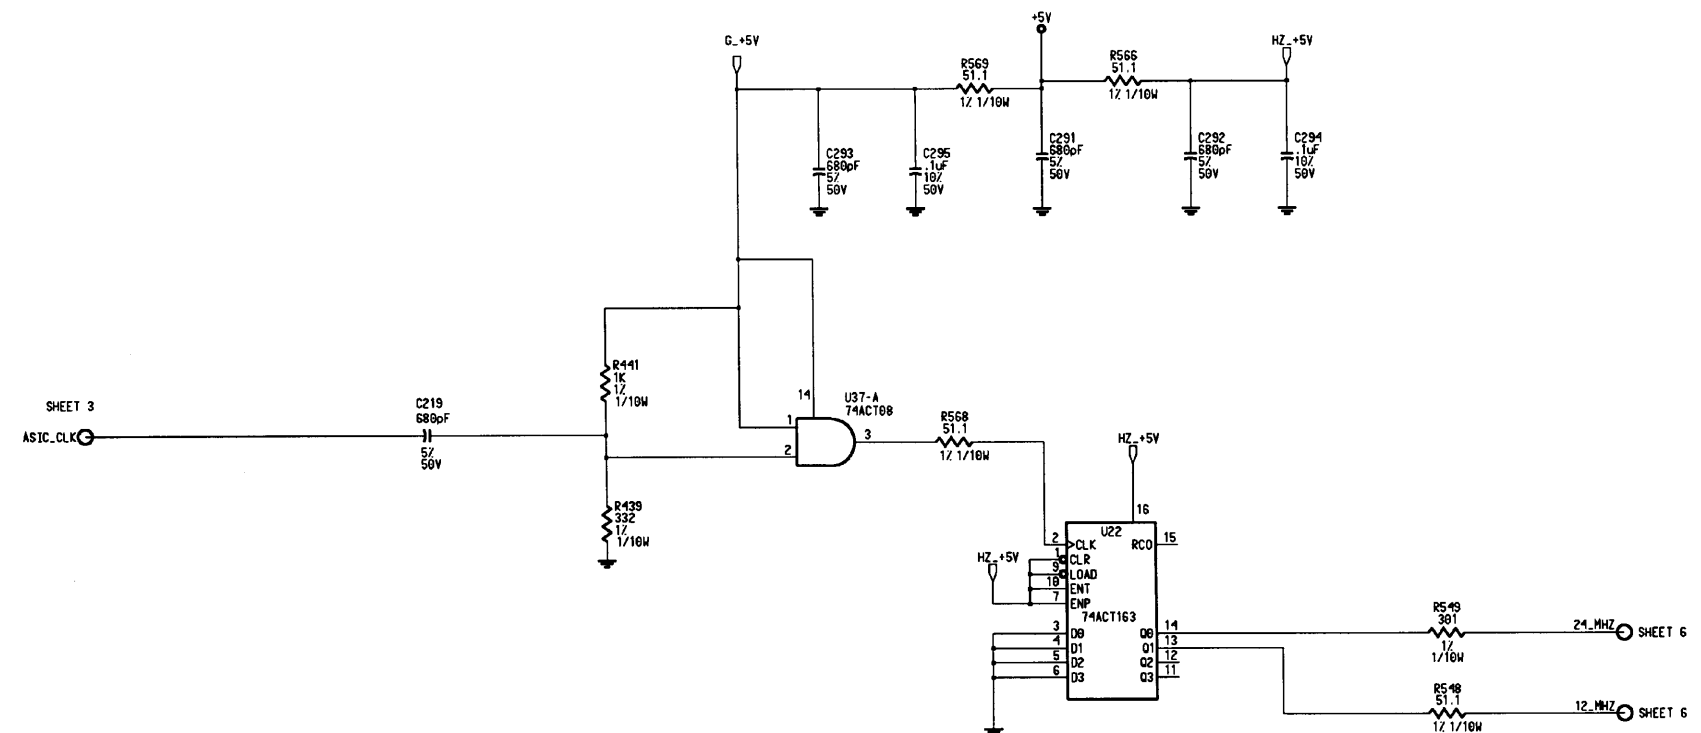 +5V
G_+5V
HZ_+5V
R569
51.1
1% 1/10W
R566
51.1
1% 1/10W
C293
680pF
5%
50V
C295
.1uF
10%
50V
C291
680pF
5%
50V
C292
680pF
5%
50V
C294
.1uF
10%
50V
R441
1K
1%
1/10W
SHEET 3
ASIC_CLK
C219
680pF
5%
50V
14
U37-A
74ACT08
1
2
3
R568
51.1
1% 1/10W
R439
332
1%
1/10W
HZ_+5V
16
U22
2
CLK
RCO
15
HZ_+5V
1
CLR
9
LOAD
10
ENT
7
ENP
74ACT163
3
D0
Q0
14
4
D1
Q1
13
5
D2
Q2
12
6
D3
Q3
11
R549
301
1%
1/10W
24_MHZ
SHEET 6
R548
51.1
1% 1/10W
12_MHZ
SHEET 6